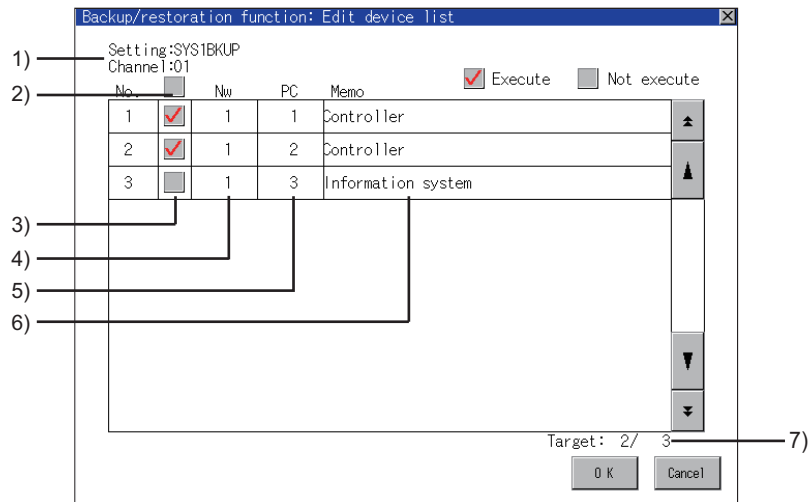 Backup/restoration function: Edit device list
1)
Setting:SYS1BKUP
Channel:01
Execute
Not execute
2)
No. Nw PC Memo
1 1 1 Controller
2 1 2 Controller
3 1 3 Information system
3)
4)
5)
6)
Target: 2/ 3
7)
OK Cancel